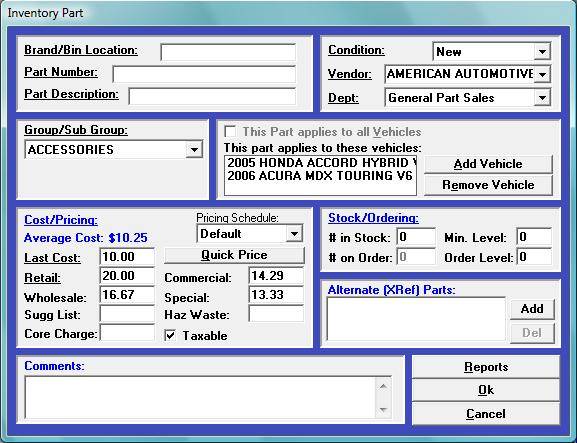 Inventory Part
Brand/Bin Location:
Part Number:
Part Description:
Condition: New
Vendor: AMERICAN AUTOMOTIVE
Dept: General Part Sales
Group/Sub Group:
ACCESSORIES
This Part applies to all Vehicles
This part applies to these vehicles:
2005 HONDA ACCORD HYBRID V
2006 ACURA MDX TOURING V6
Add Vehicle
Remove Vehicle
Cost/Pricing:
Average Cost: $10.25
Pricing Schedule:
Default
Last Cost: 10.00
Quick Price
Retail: 20.00
Commercial: 14.29
Wholesale: 16.67
Special: 13.33
Sugg List:
Haz Waste:
Core Charge:
Taxable
Stock/Ordering:
# in Stock: 0 Min. Level: 0
# on Order: 0 Order Level: 0
Alternate (XRef) Parts:
Add
Del
Comments:
Reports
Ok
Cancel